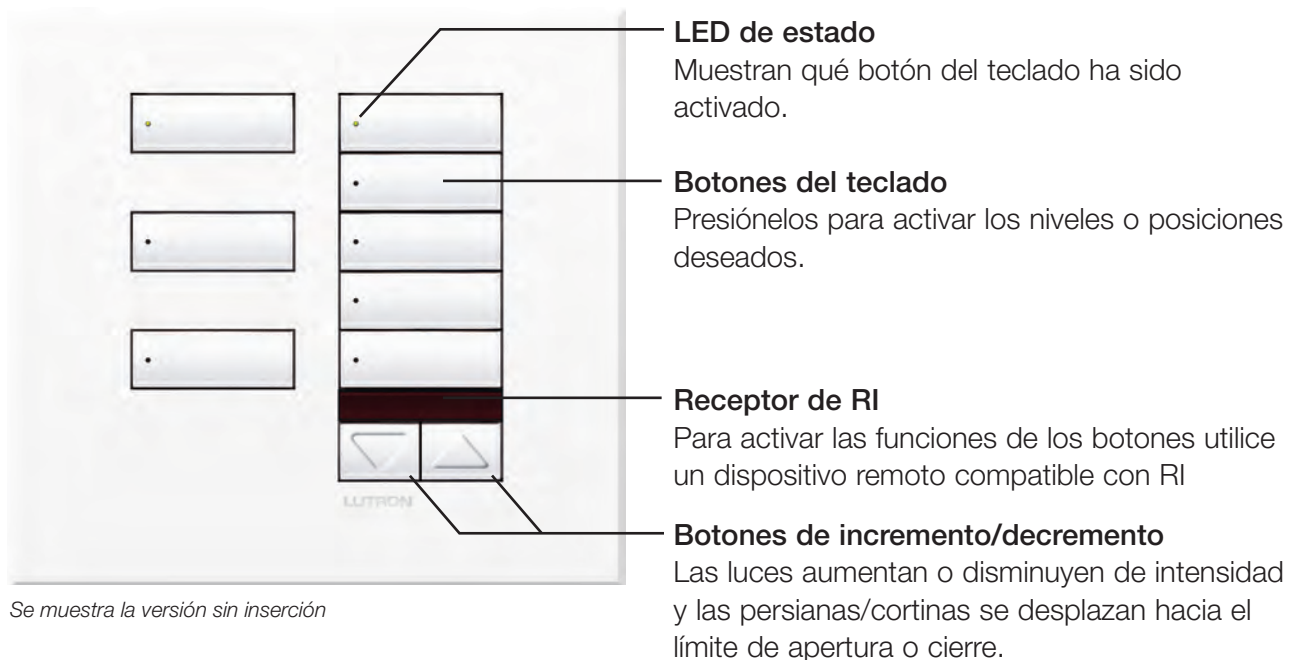 LED de estado
Muestran qué botón del teclado ha sido
activado.
Botones del teclado
Presiónelos para activar los niveles o posiciones
deseados.
Receptor de RI
Para activar las funciones de los botones utilice
un dispositivo remoto compatible con RI
LUTRON
Botones de incremento/decremento
Las luces aumentan o disminuyen de intensidad
y las persianas/cortinas se desplazan hacia el
límite de apertura o cierre.
Se muestra la versión sin inserción